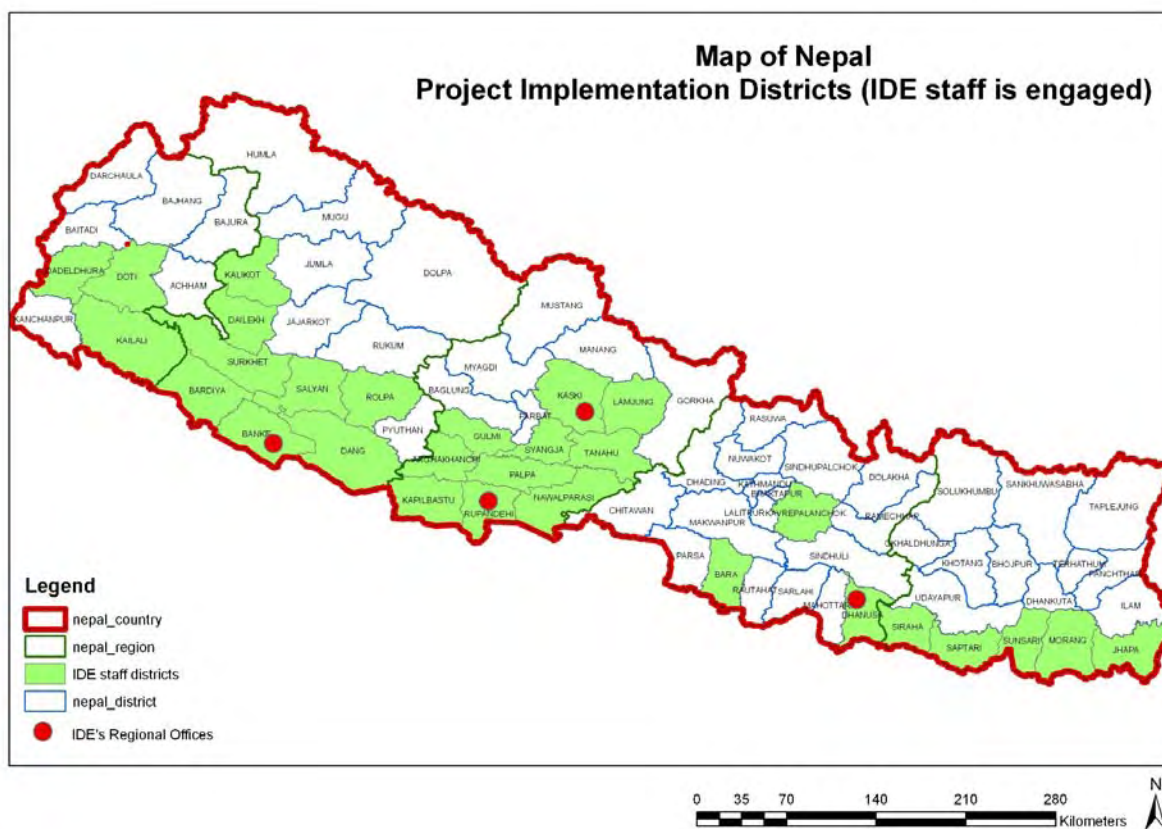 Map of Nepal
Project Implementation Districts (IDE staff is engaged)
HUMLA
DARCHAULA
BAJHANG
BAJURA
MUGU
BAITADI
DADELDHURA
DOTI
ACHHAM
KALIKOT
JUMLA
DOLPA
KANCHANPUR
DAILEKH
JAJARKOT
MUSTANG
KAILALI
RUKUM
MANANG
SURKHET
MYAGDI
BARDIYA
SALYAN
ROLPA
BAGLUNG
KASKI
LAMJUNG
GORKHA
PARBAT
RASUWA
BANKE
PYUTHAN
GULMI
DANG
SYANGJA
TANAHU
NUWAKOT
SINDHUPALCHOK
DOLAKHA
ARGHAKHANCHI
PALPA
DHADING
KATHMANDU
BHAKTAPUR
SOLUKHUMBU
SANKHUWASABHA
TAPLEJUNG
KAPILBASTU
RUPANDEHI
NAWALPARASI
CHITAWAN
LALITPUR
KAVREPALANCHOK
RAMECHHAP
MAKWANPUR
OKHALDHUNGA
PARSA
SINDHULI
KHOTANG
BHOJPUR
TERHATHUM
PANCHTHAR
BARA
RAUTAHAT
SARLAHI
MAHOTTARI
DHANUSA
UDAYAPUR
DHANKUTA
ILAM
SIRAHA
SAPTARI
SUNSARI
MORANG
JHAPA
Legend
nepal_country
nepal_region
IDE staff districts
nepal_district
IDE's Regional Offices
N
0 35 70 140 210 280
Kilometers